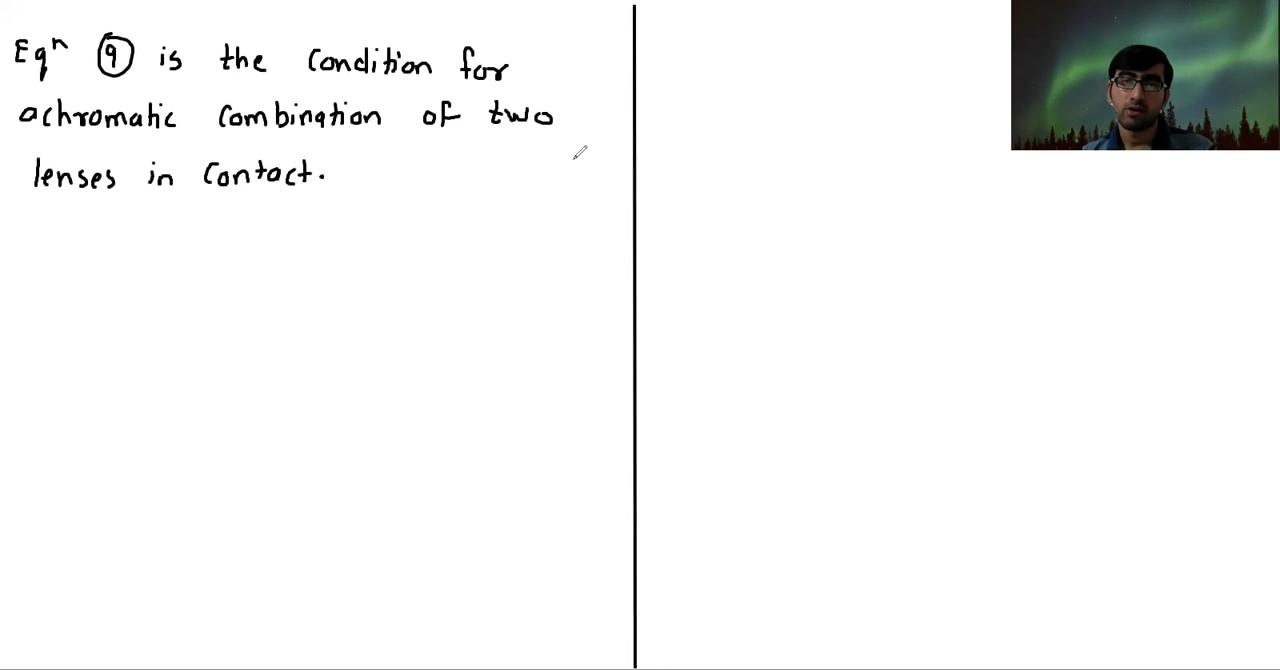 Eqⁿ ⑨ is the condition for
achromatic combination of two
lenses in contact.